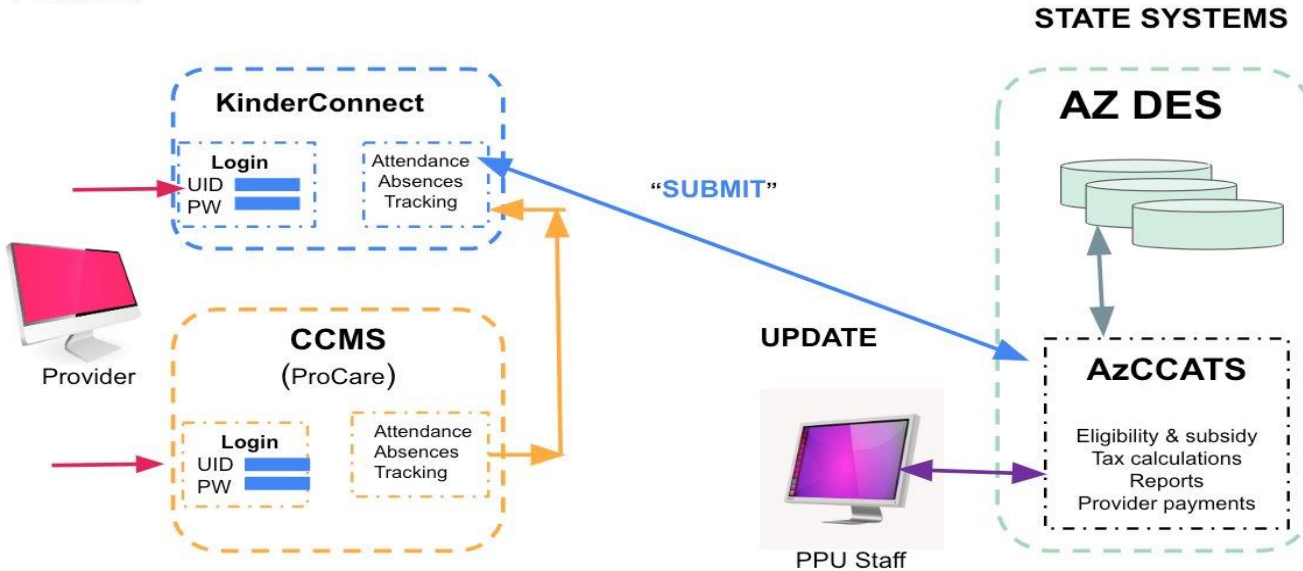 STATE SYSTEMS
KinderConnect
Login
UID
PW
Attendance
Absences
Tracking
“SUBMIT”
AZ DES
Provider
CCMS
(ProCare)
Login
UID
PW
Attendance
Absences
Tracking
UPDATE
PPU Staff
AzCCATS
Eligibility & subsidy
Tax calculations
Reports
Provider payments